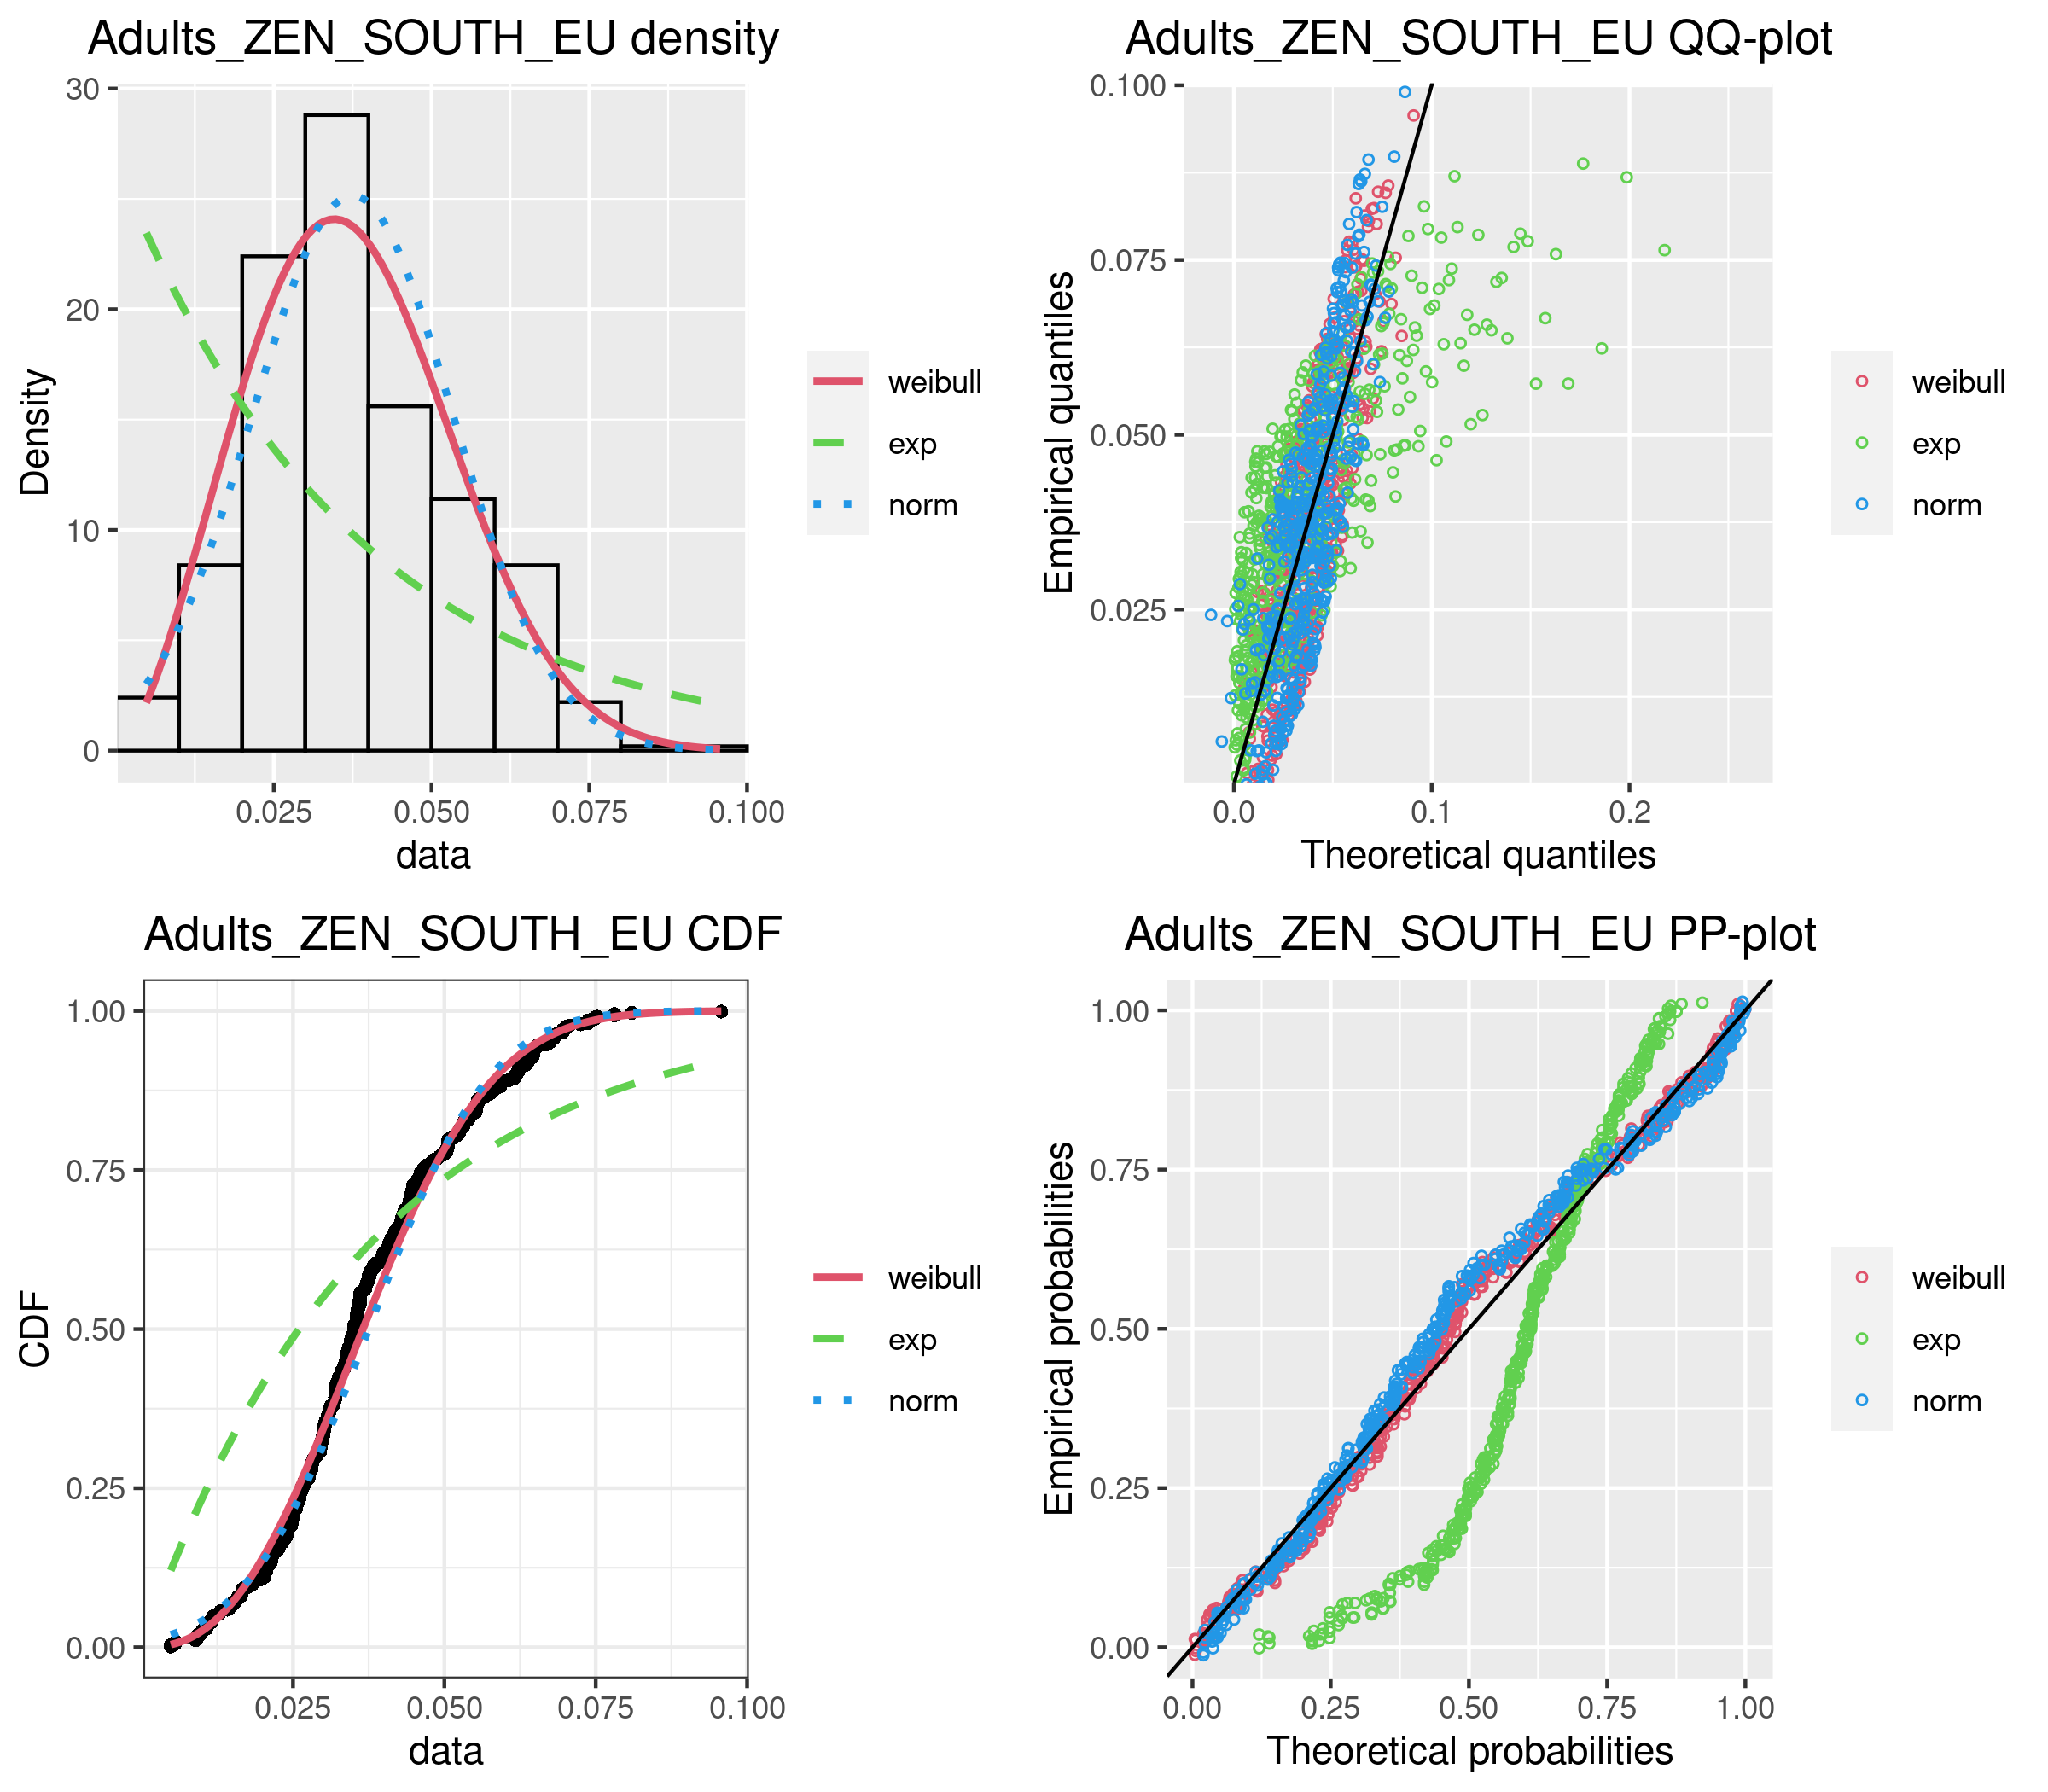 Adults_ZEN_SOUTH_EU density
30
20
10
0
Density
0.025 0.050 0.075 0.100
data
weibull
exp
norm
Adults_ZEN_SOUTH_EU QQ-plot
0.100
0.075
0.050
0.025
Empirical quantiles
0.0 0.1 0.2
Theoretical quantiles
weibull
exp
norm
Adults_ZEN_SOUTH_EU CDF
1.00
0.75
0.50
0.25
0.00
CDF
0.025 0.050 0.075 0.100
data
weibull
exp
norm
Adults_ZEN_SOUTH_EU PP-plot
1.00
0.75
0.50
0.25
0.00
Empirical probabilities
0.00 0.25 0.50 0.75 1.00
Theoretical probabilities
weibull
exp
norm